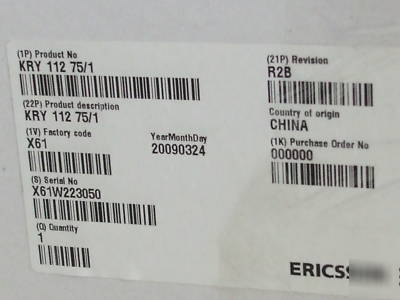 (1P) Product No
KRY 112 75/1
(21P) Revision
R2B
(22P) Product description
KRY 112 75/1
Country of origin
CHINA
(1V) Factory code
X61
YearMonthDay
20090324
(1K) Purchase Order No
000000
(S) Serial No
X61W223050
(Q) Quantity
1